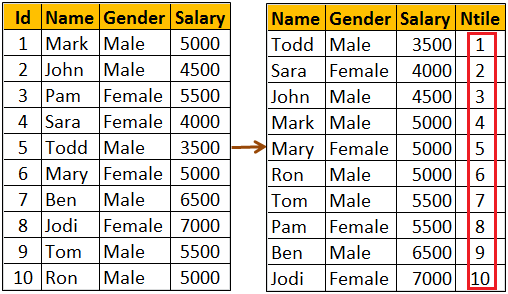 Id Name Gender Salary
1 Mark Male 5000
2 John Male 4500
3 Pam Female 5500
4 Sara Female 4000
5 Todd Male 3500
6 Mary Female 5000
7 Ben Male 6500
8 Jodi Female 7000
9 Tom Male 5500
10 Ron Male 5000
Name Gender Salary Ntile
Todd Male 3500 1
Sara Female 4000 2
John Male 4500 3
Mark Male 5000 4
Mary Female 5000 5
Ron Male 5000 6
Tom Male 5500 7
Pam Female 5500 8
Ben Male 6500 9
Jodi Female 7000 10